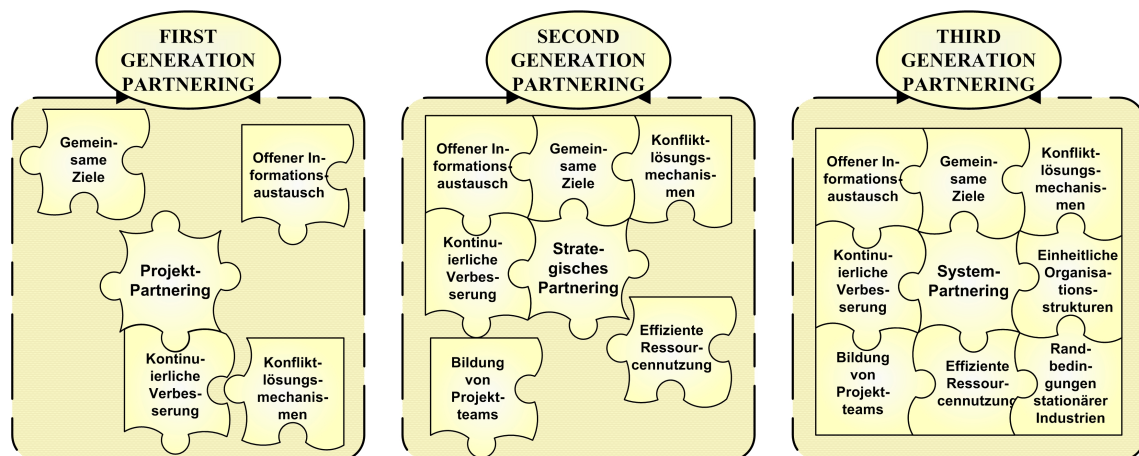 FIRST
GENERATION
PARTNERING
Gemein-
same
Ziele
Offener In-
formations-
austausch
Projekt-
Partnering
Kontinu-
ierliche
Verbes-
serung
Konflikt-
lösungs-
mechanis-
men
SECOND
GENERATION
PARTNERING
Offener In-
formations-
austausch
Gemein-
same
Ziele
Konflikt-
lösungs-
mechanis-
men
Kontinu-
ierliche
Verbes-
serung
Strate-
gisches
Partnering
Bildung
von
Projekt-
teams
Effiziente
Ressour-
cennutzung
THIRD
GENERATION
PARTNERING
Offener In-
formations-
austausch
Gemein-
same
Ziele
Konflikt-
lösungs-
mechanis-
men
Kontinu-
ierliche
Verbes-
serung
System-
Partnering
Einheitliche
Organisa-
tions-
strukturen
Bildung
von
Projekt-
teams
Effiziente
Ressour-
cennutzung
Rand-
bedin-
gungen
stationärer
Industrien